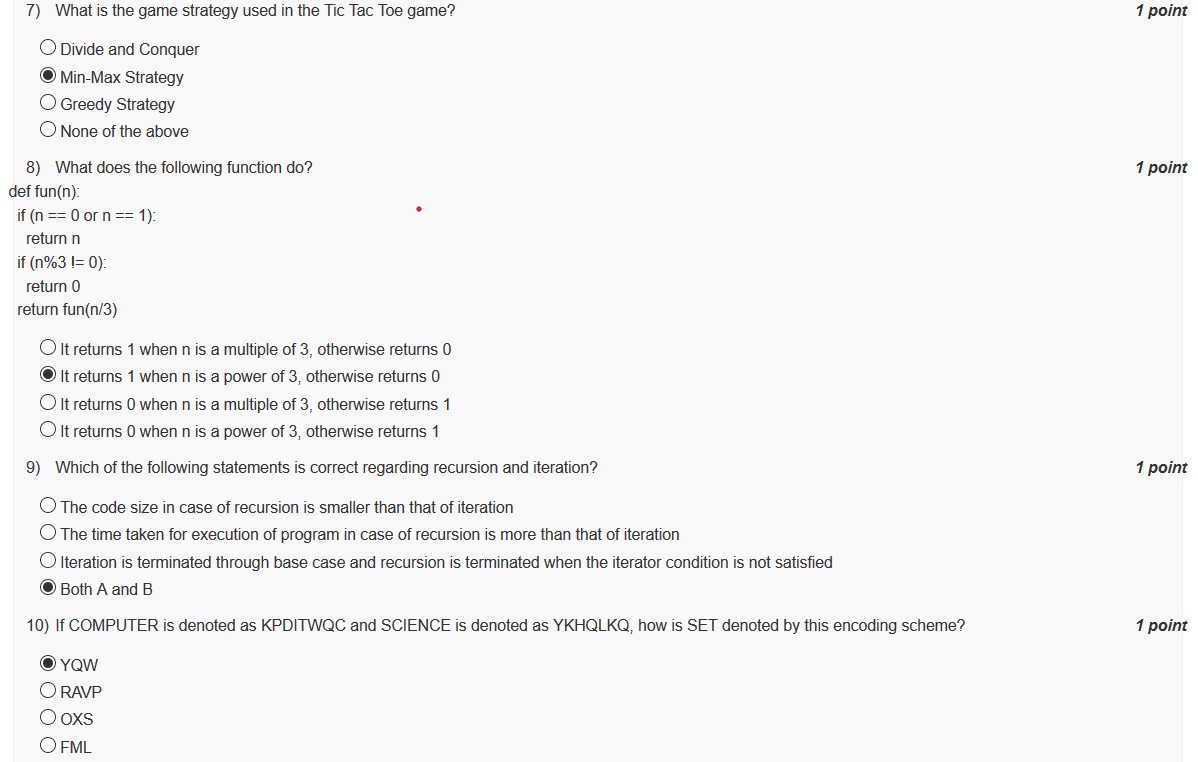 7) What is the game strategy used in the Tic Tac Toe game? 1 point
Divide and Conquer
Min-Max Strategy
Greedy Strategy
None of the above
8) What does the following function do? 1 point
def fun(n):
if (n == 0 or n == 1):
return n
if (n%3 != 0):
return 0
return fun(n/3)
It returns 1 when n is a multiple of 3, otherwise returns 0
It returns 1 when n is a power of 3, otherwise returns 0
It returns 0 when n is a multiple of 3, otherwise returns 1
It returns 0 when n is a power of 3, otherwise returns 1
9) Which of the following statements is correct regarding recursion and iteration? 1 point
The code size in case of recursion is smaller than that of iteration
The time taken for execution of program in case of recursion is more than that of iteration
Iteration is terminated through base case and recursion is terminated when the iterator condition is not satisfied
Both A and B
10) If COMPUTER is denoted as KPDITWQC and SCIENCE is denoted as YKHQLKQ, how is SET denoted by this encoding scheme? 1 point
YQW
RAVP
OXS
FML